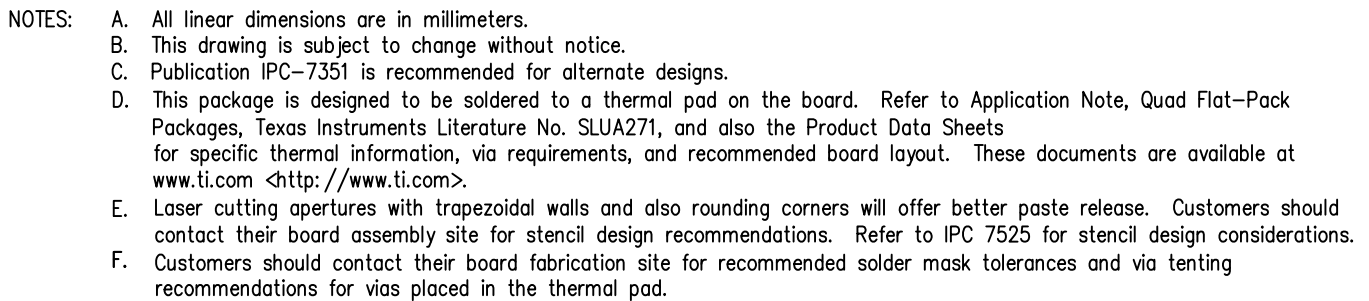 NOTES: A. All linear dimensions are in millimeters.
B. This drawing is subject to change without notice.
C. Publication IPC-7351 is recommended for alternate designs.
D. This package is designed to be soldered to a thermal pad on the board. Refer to Application Note, Quad Flat-Pack
Packages, Texas Instruments Literature No. SLUA271, and also the Product Data Sheets
for specific thermal information, via requirements, and recommended board layout. These documents are available at
www.ti.com <http: //www.ti.com>.
E. Laser cutting apertures with trapezoidal walls and also rounding corners will offer better paste release. Customers should
contact their board assembly site for stencil design recommendations. Refer to IPC 7525 for stencil design considerations.
F. Customers should contact their board fabrication site for recommended solder mask tolerances and via tenting
recommendations for vias placed in the thermal pad.